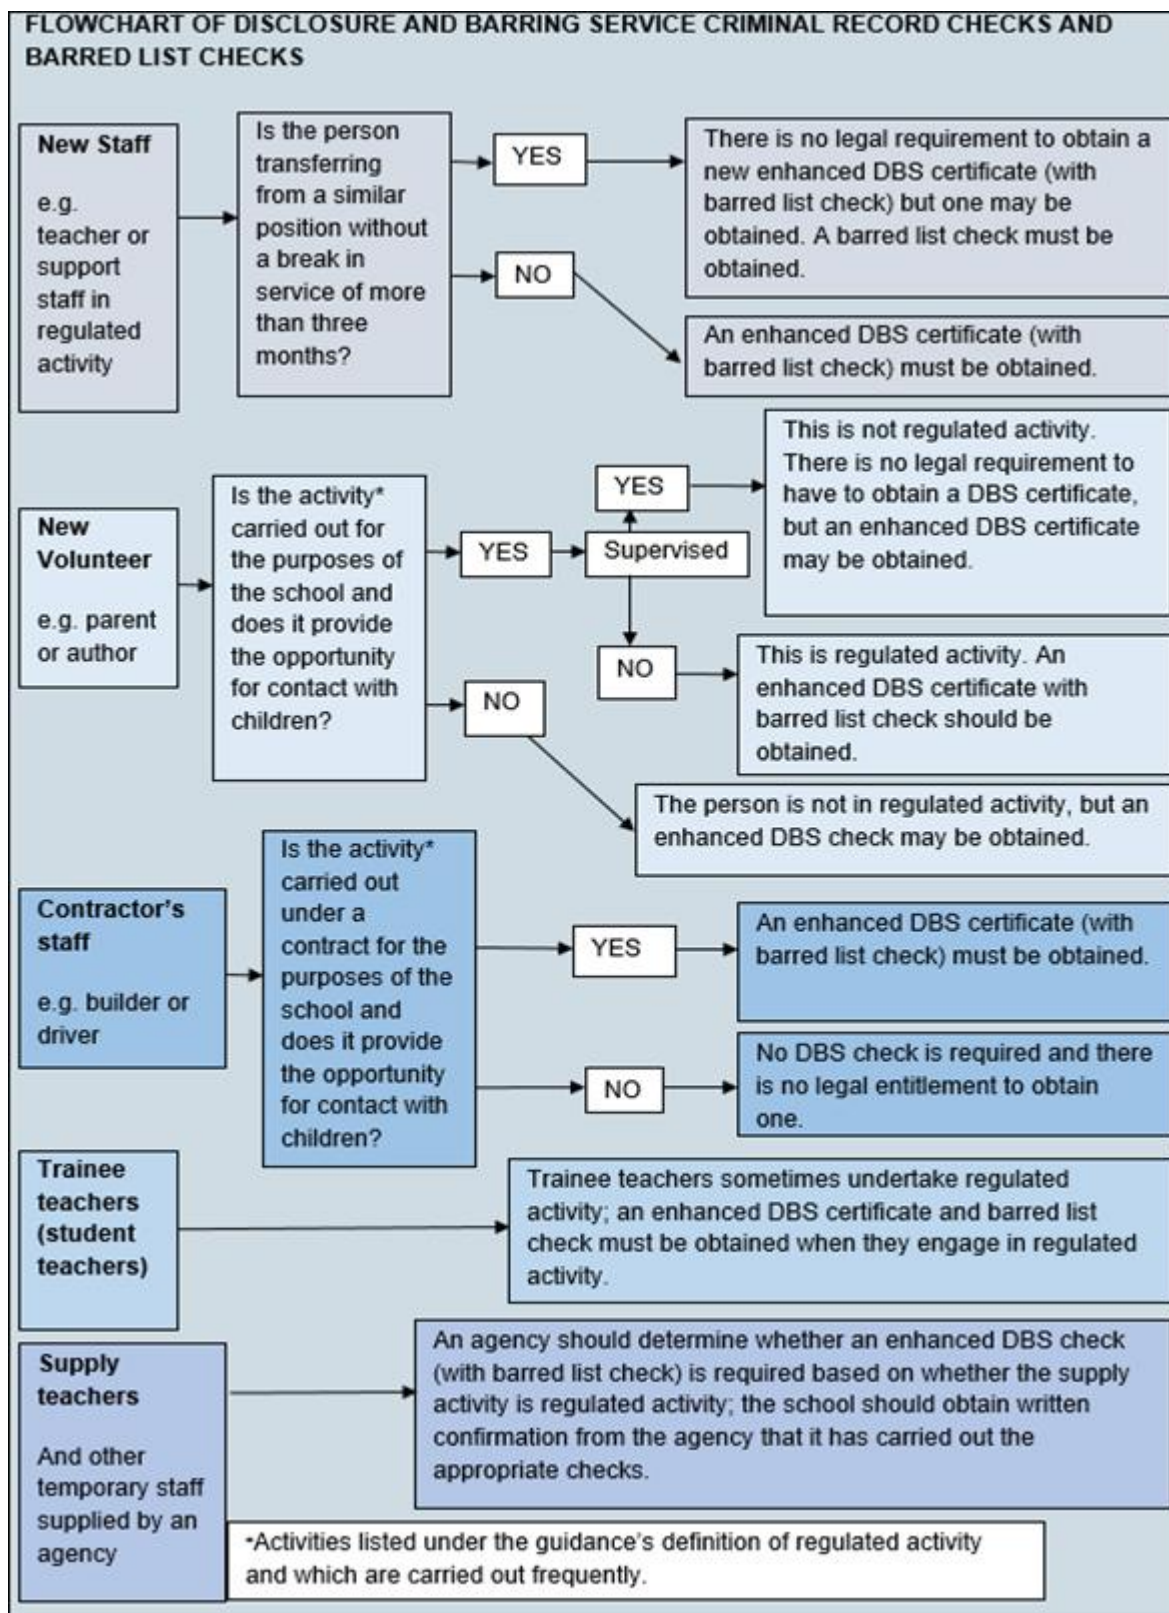 FLOWCHART OF DISCLOSURE AND BARRING SERVICE CRIMINAL RECORD CHECKS AND
BARRED LIST CHECKS
New Staff
e.g.
teacher or
support
staff in
regulated
activity
Is the person
transferring
from a similar
position without
a break in
service of more
than three
months?
YES
There is no legal requirement to obtain a
new enhanced DBS certificate (with
barred list check) but one may be
obtained. A barred list check must be
obtained.
NO
An enhanced DBS certificate (with
barred list check) must be obtained.
New
Volunteer
e.g. parent
or author
Is the activity*
carried out for
the purposes of
the school and
does it provide
the opportunity
for contact with
children?
YES
Supervised
YES
This is not regulated activity.
There is no legal requirement to
have to obtain a DBS certificate,
but an enhanced DBS certificate
may be obtained.
NO
This is regulated activity. An
enhanced DBS certificate with
barred list check should be
obtained.
NO
The person is not in regulated activity, but an
enhanced DBS check may be obtained.
Contractor's
staff
e.g. builder or
driver
Is the activity*
carried out
under a
contract for the
purposes of the
school and
does it provide
the opportunity
for contact with
children?
YES
An enhanced DBS certificate (with
barred list check) must be obtained.
NO
No DBS check is required and there
is no legal entitlement to obtain
one.
Trainee
teachers
(student
teachers)
Trainee teachers sometimes undertake regulated
activity; an enhanced DBS certificate and barred list
check must be obtained when they engage in regulated
activity.
Supply
teachers
And other
temporary staff
supplied by an
agency
An agency should determine whether an enhanced DBS check
(with barred list check) is required based on whether the supply
activity is regulated activity; the school should obtain written
confirmation from the agency that it has carried out the
appropriate checks.
*Activities listed under the guidance's definition of regulated activity
and which are carried out frequently.